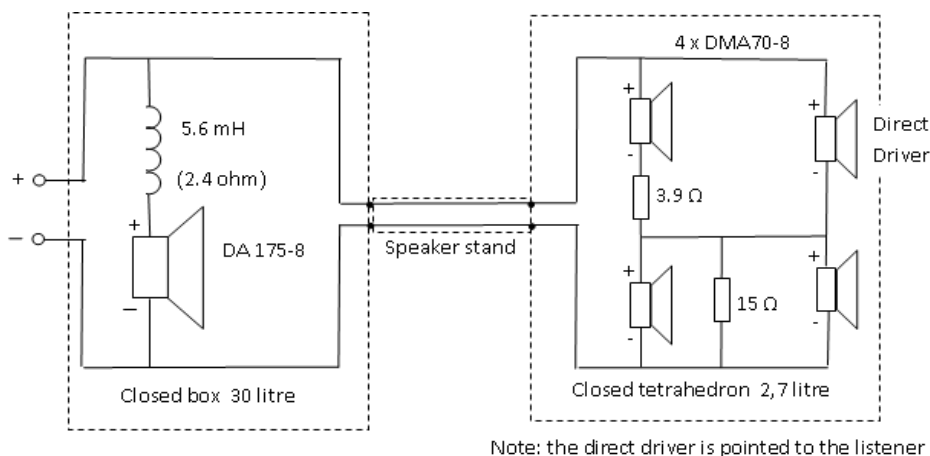 4 x DMA70-8
+
Direct
Driver
-
3.9 Ω
+
-
5.6 mH
(2.4 ohm)
+
−
+
DA 175-8
−
Speaker stand
+
-
15 Ω
+
-
Closed box 30 litre
Closed tetrahedron 2,7 litre
Note: the direct driver is pointed to the listener